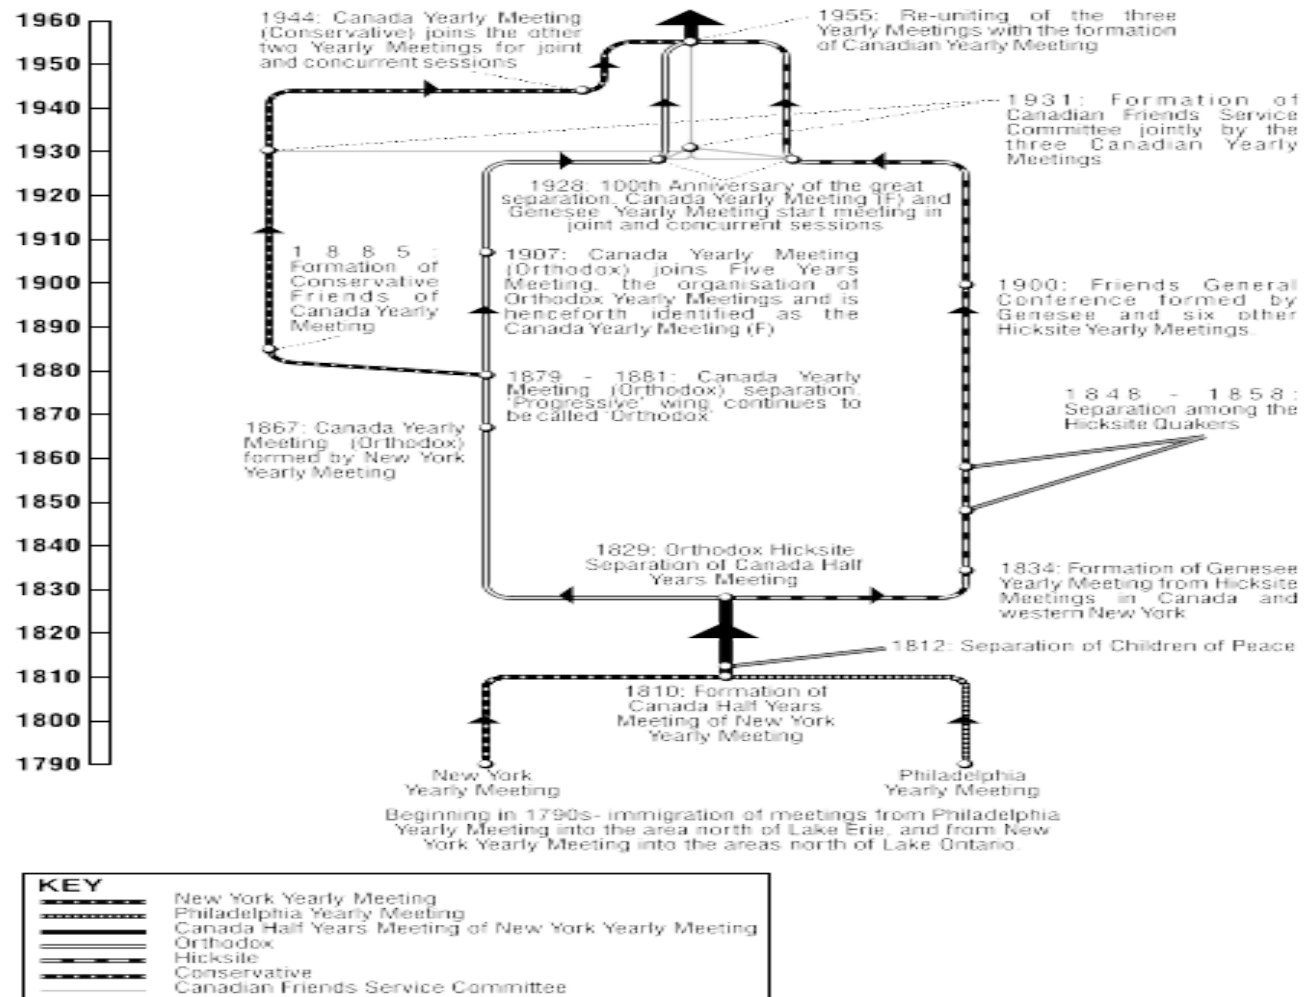 1960
1950
1940
1930
1920
1910
1900
1890
1880
1870
1860
1850
1840
1830
1820
1810
1800
1790
1944: Canada Yearly Meeting
(Conservative) joins the other
two Yearly Meetings for joint
and concurrent sessions
1955: Re-uniting of the three
Yearly Meetings with the formation
of Canadian Yearly Meeting
1931: Formation of
Canadian Friends Service
Committee jointly by the
three Canadian Yearly
Meetings
1928: 100th Anniversary of the great
separation. Canada Yearly Meeting (F) and
Genesee Yearly Meeting start meeting in
joint and concurrent sessions
1885:
Formation of
Conservative
Friends of
Canada Yearly
Meeting
1907: Canada Yearly Meeting
(Orthodox) joins Five Years
Meeting, the organisation of
Orthodox Yearly Meetings and is
henceforth identified as the
Canada Yearly Meeting (F)
1900: Friends General
Conference formed by
Genesee and six other
Hicksite Yearly Meetings.
1879 - 1881: Canada Yearly
Meeting (Orthodox) separation.
'Progressive' wing continues to
be called 'Orthodox'
1848 - 1858:
Separation among the
Hicksite Quakers
1867: Canada Yearly
Meeting (Orthodox)
formed by New York
Yearly Meeting
1829: Orthodox Hicksite
Separation of Canada Half
Years Meeting
1834: Formation of Genesee
Yearly Meeting from Hicksite
Meetings in Canada and
western New York
1812: Separation of Children of Peace
1810: Formation of
Canada Half Years
Meeting of New York
Yearly Meeting
New York
Yearly Meeting
Philadelphia
Yearly Meeting
Beginning in 1790s- immigration of meetings from Philadelphia
Yearly Meeting into the area north of Lake Erie, and from New
York Yearly Meeting into the areas north of Lake Ontario.
KEY
New York Yearly Meeting
Philadelphia Yearly Meeting
Canada Half Years Meeting of New York Yearly Meeting
Orthodox
Hicksite
Conservative
Canadian Friends Service Committee